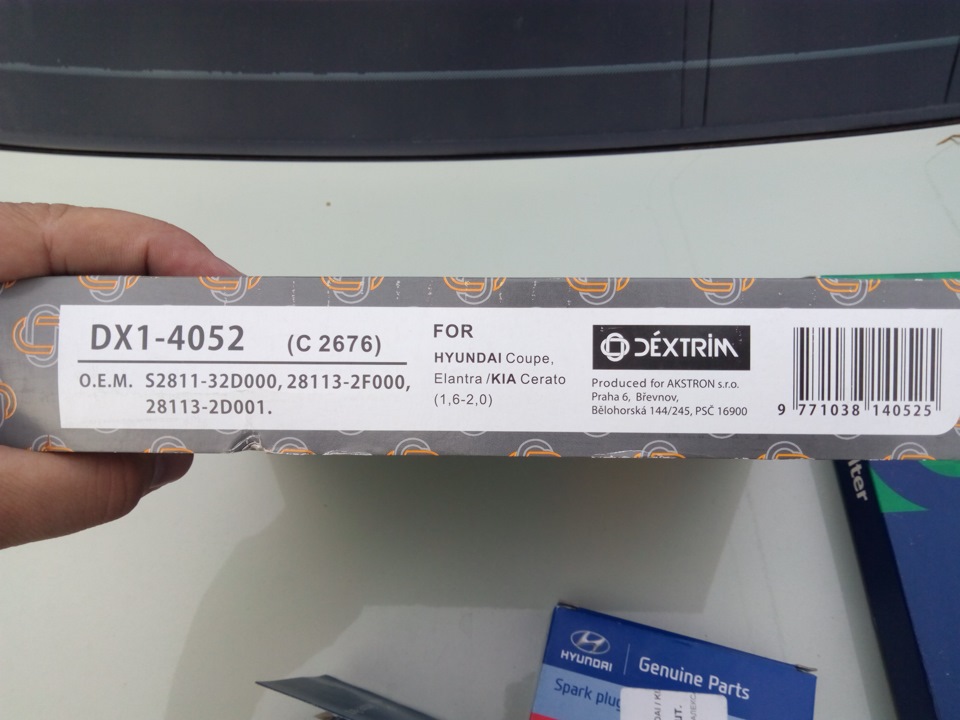 DX1-4052 (C 2676)
O.E.M. S2811-32D000, 28113-2F000,
28113-2D001.
FOR
HYUNDAI Coupe,
Elantra /KIA Cerato
(1,6-2,0)
DÉXTRIM
Produced for AKSTRON s.r.o.
Praha 6, Břevnov,
Bělohorská 144/245, PSČ 16900
9 771038 140525
HYUNDAI
Genuine Parts
Spark plug